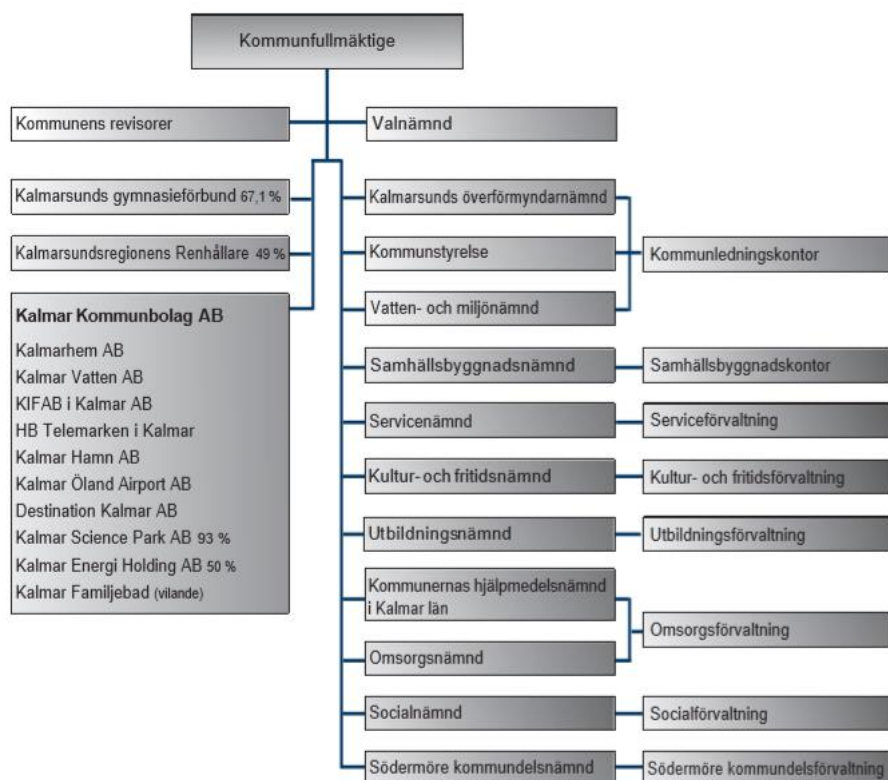 Kommunfullmäktige
Kommunens revisorer
Valnämnd
Kalmarsunds gymnasieförbund 67,1 %
Kalmarsundsregionens Renhållare 49 %
Kalmar Kommunbolag AB
Kalmarhem AB
Kalmar Vatten AB
KIFAB i Kalmar AB
HB Telemarken i Kalmar
Kalmar Hamn AB
Kalmar Öland Airport AB
Destination Kalmar AB
Kalmar Science Park AB 93 %
Kalmar Energi Holding AB 50 %
Kalmar Familjebad (vilande)
Kalmarsunds överförmyndarnämnd
Kommunstyrelse
Vatten- och miljönämnd
Kommunledningskontor
Samhällsbyggnadsnämnd
Samhällsbyggnadskontor
Servicenämnd
Serviceförvaltning
Kultur- och fritidsnämnd
Kultur- och fritidsförvaltning
Utbildningsnämnd
Utbildningsförvaltning
Kommunernas hjälpmedelsnämnd
i Kalmar län
Omsorgsnämnd
Omsorgsförvaltning
Socialnämnd
Socialförvaltning
Södermöre kommundelsnämnd
Södermöre kommundelsförvaltning